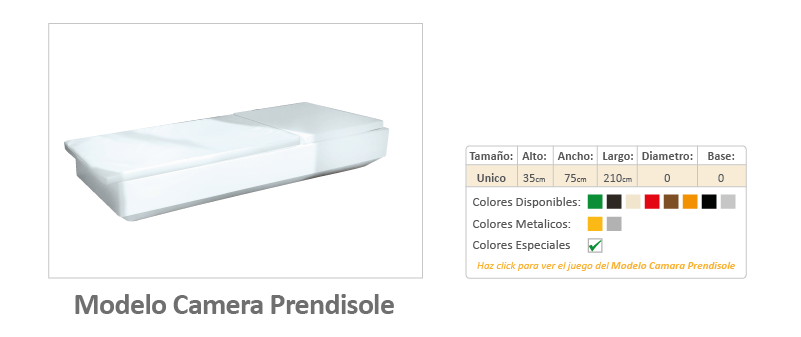 Tamaño: Alto: Ancho: Largo: Diametro: Base:
Unico 35cm 75cm 210cm 0 0
Colores Disponibles:
Colores Metalicos:
Colores Especiales
Haz click para ver el juego del Modelo Camara Prendisole
Modelo Camera Prendisole